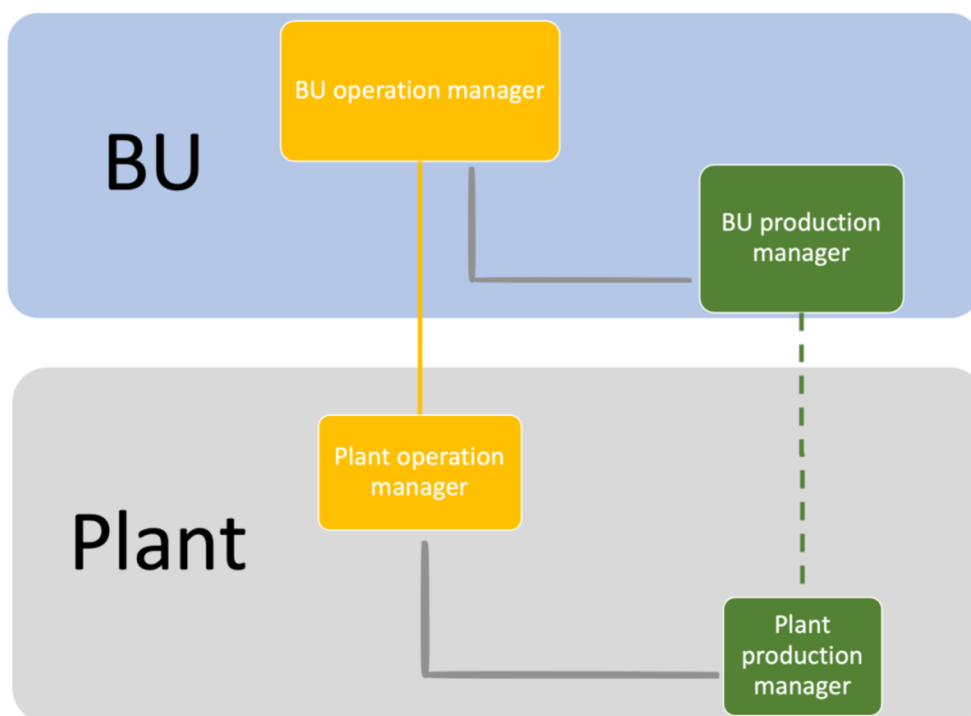 BU operation manager
BU
BU production
manager
Plant operation
manager
Plant
Plant
production
manager